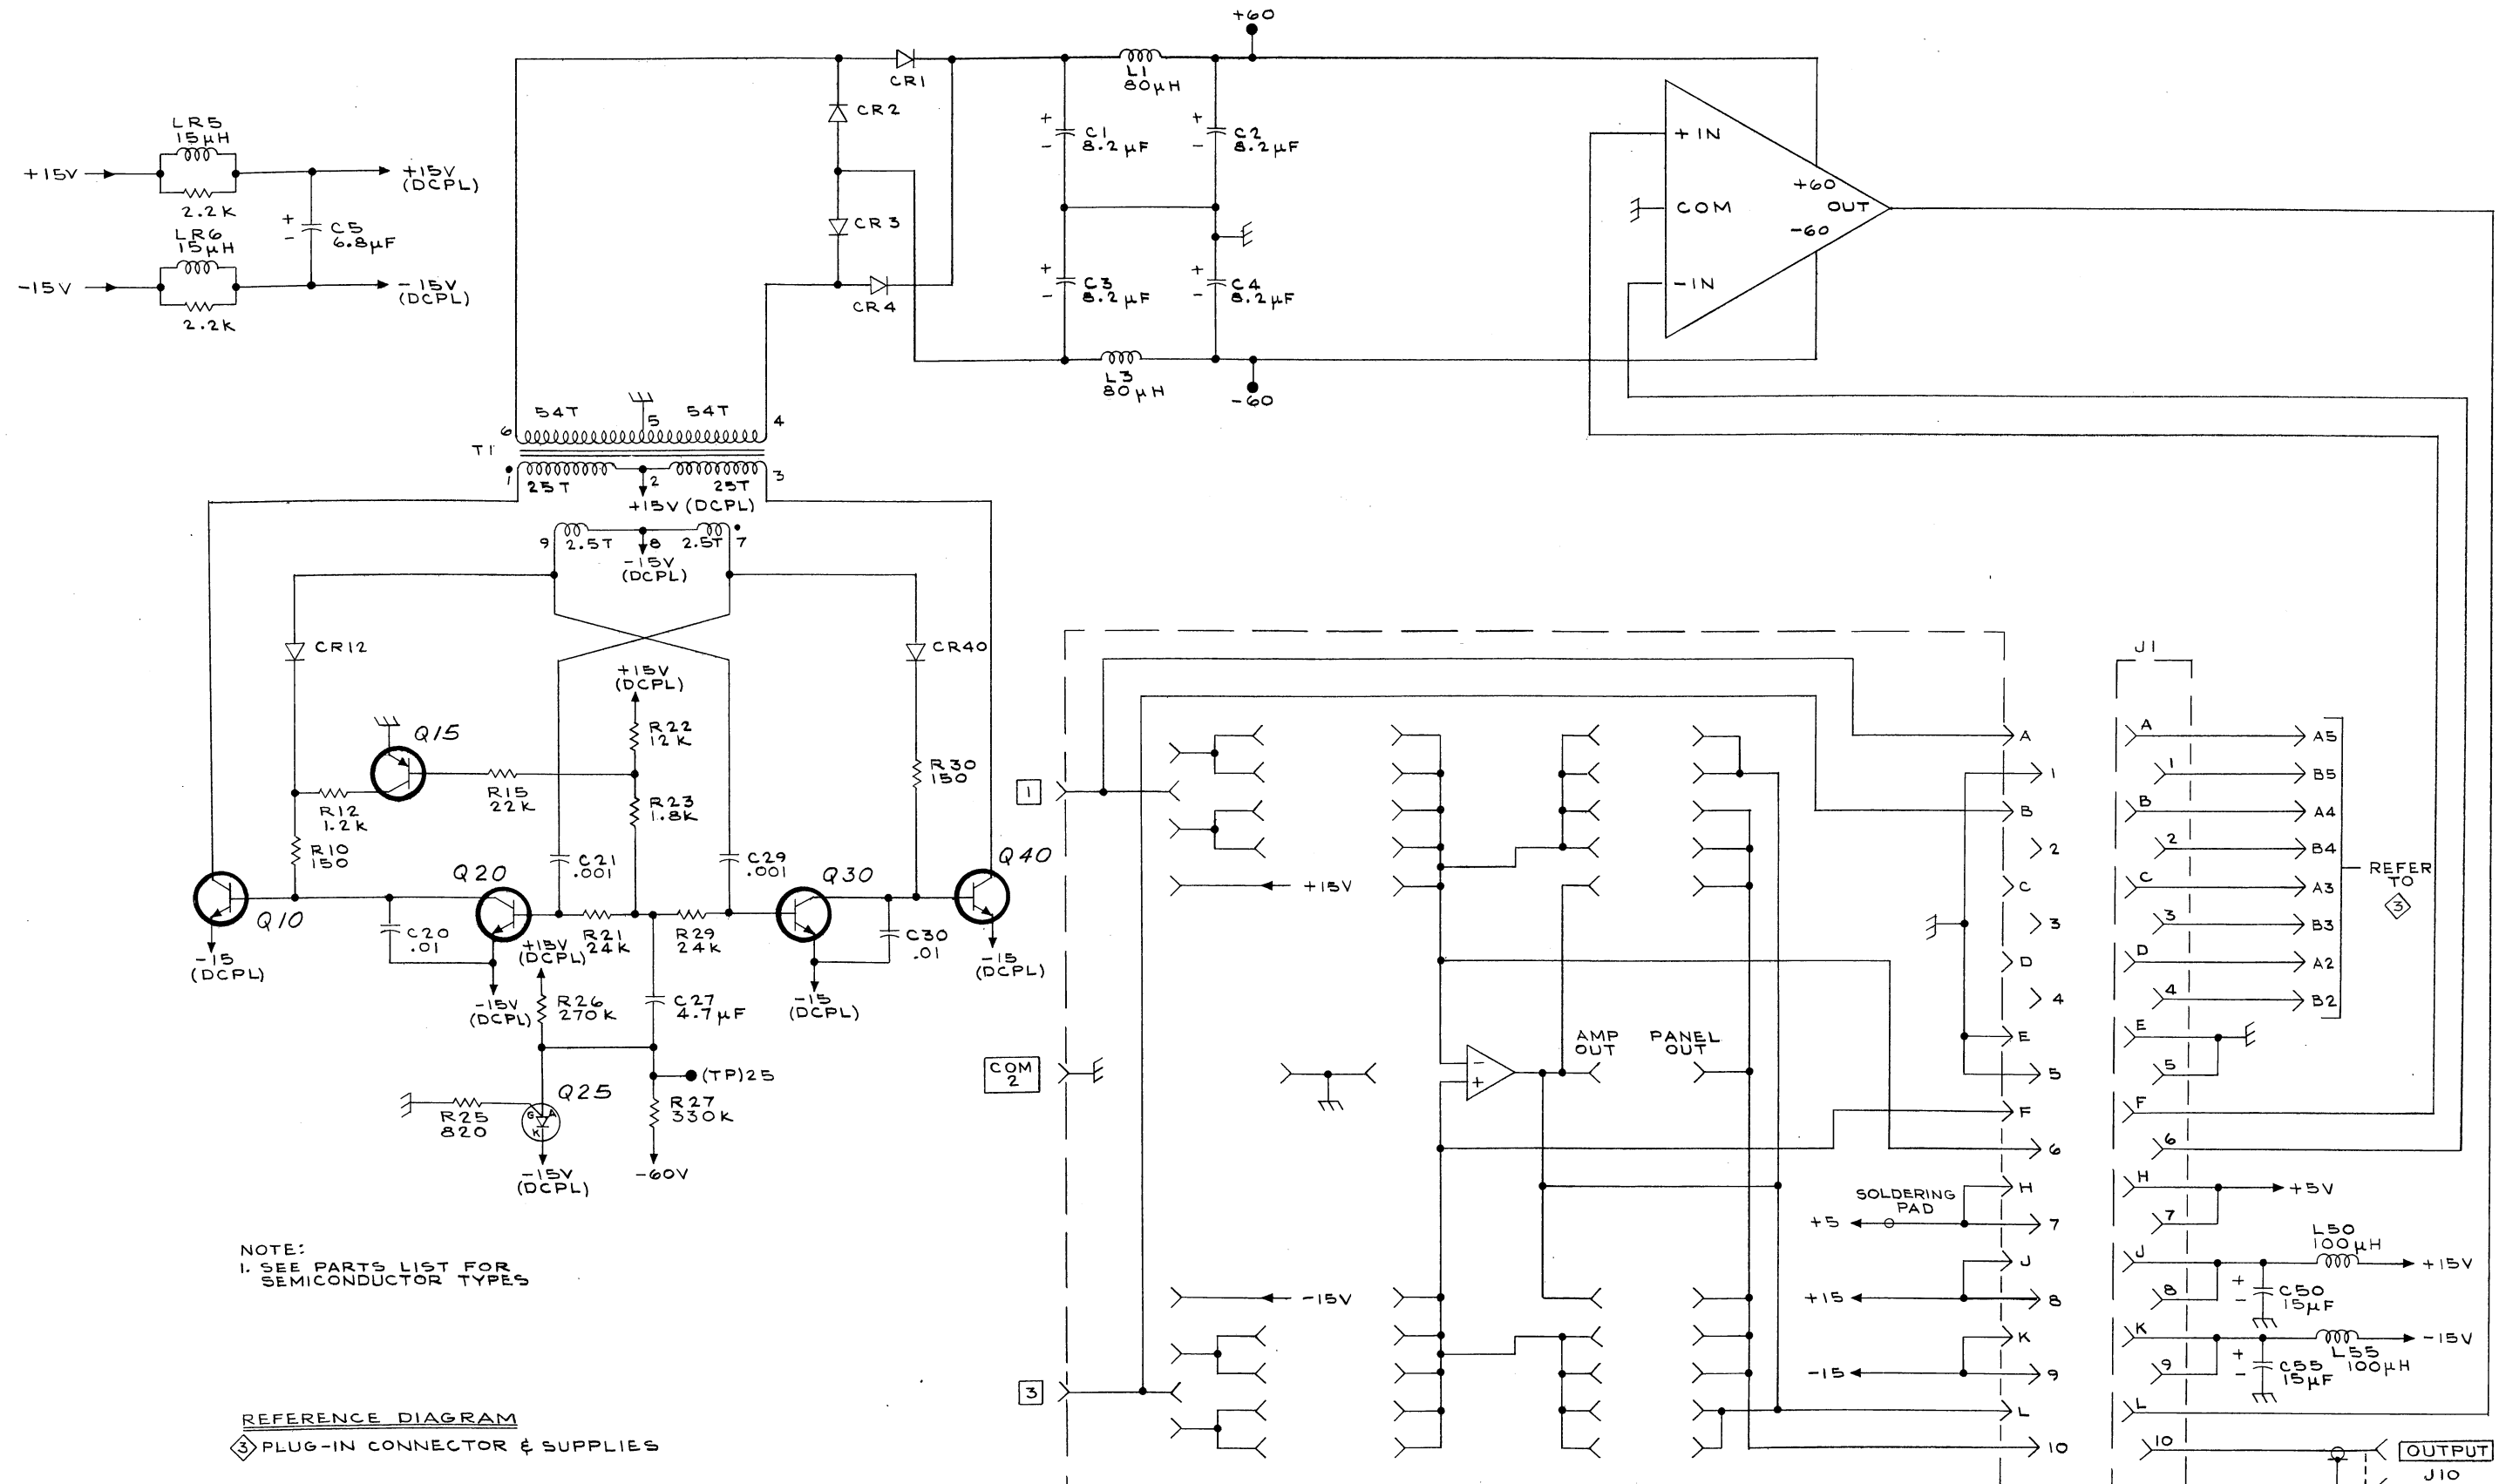 +60
CR1
L1
80µH
CR2
LR5
15µH
+ C1
- 8.2µF
+ C2
- 8.2µF
+IN
+15V
+15V
(DCPL)
+60
2.2K
COM
OUT
CR3
+ C5
- 6.8µF
LR6
15µH
-60
+ C3
- 8.2µF
+ C4
- 8.2µF
-IN
-15V
-15V
(DCPL)
CR4
2.2K
L3
80µH
-60
54T
5
54T
4
6
T1
1
25T
2
25T
3
+15V (DCPL)
9
2.5T
8
2.5T
7
-15V
(DCPL)
CR12
CR40
+15V
(DCPL)
J1
Q15
R22
12K
R30
150
R15
22K
R23
1.8K
R12
1.2K
R10
150
C21
.001
C29
.001
Q20
Q30
Q40
Q10
C20
.01
+15V
(DCPL)
R21
24K
R29
24K
C30
.01
-15
(DCPL)
-15
(DCPL)
-15V
(DCPL)
R26
270K
C27
4.7µF
-15
(DCPL)
(TP)25
Q25
R25
820
G A
K
R27
330K
-15V
(DCPL)
-60V
1
+15V
COM
2
AMP
OUT
PANEL
OUT
-
+
-15V
3
A
1
B
2
C
3
D
4
E
5
F
6
H
SOLDERING
PAD
+5
7
J
+15
8
K
-15
9
L
10
A
A5
1
B5
B
A4
2
B4
C
A3
3
B3
D
A2
4
B2
REFER
TO
3
E
5
F
6
H
+5V
7
L50
100µH
J
+15V
8
+ C50
- 15µF
K
-15V
L55
100µH
9
+ C55
- 15µF
L
10
OUTPUT
J10
NOTE:
1. SEE PARTS LIST FOR
SEMICONDUCTOR TYPES
REFERENCE DIAGRAM
3 PLUG-IN CONNECTOR & SUPPLIES